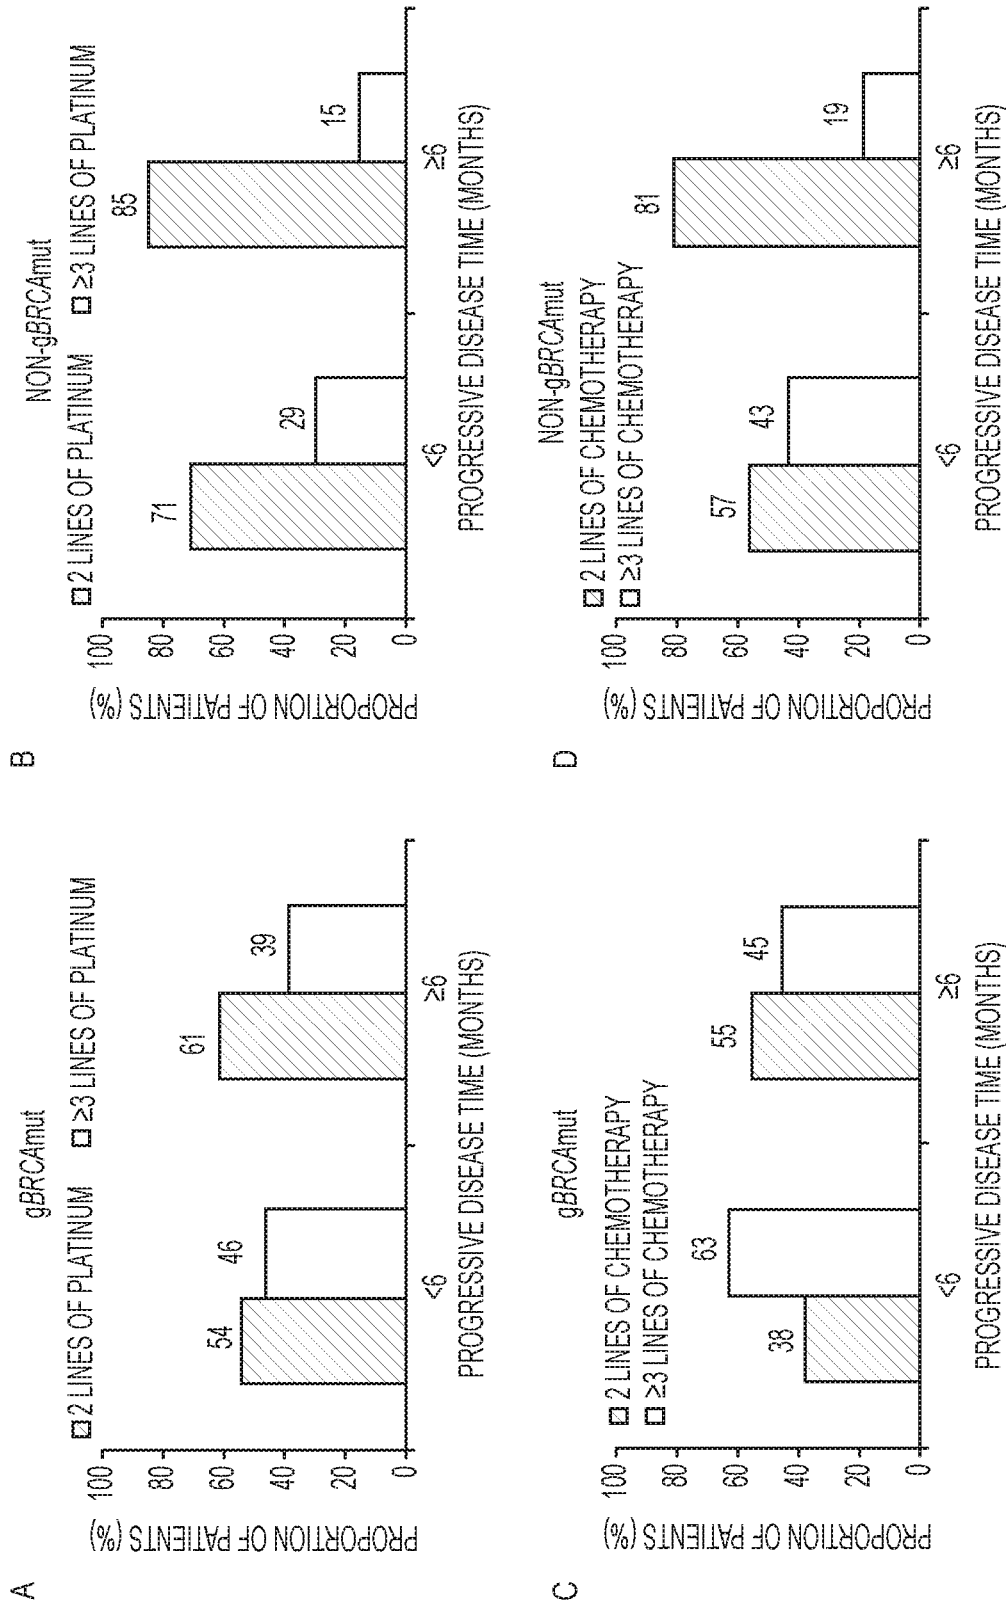 A
gBRCAmut
2 LINES OF PLATINUM ≥3 LINES OF PLATINUM
PROPORTION OF PATIENTS (%)
100
80
60
40
20
0
54
46
61
39
<6 ≥6
PROGRESSIVE DISEASE TIME (MONTHS)
B
NON-gBRCAmut
2 LINES OF PLATINUM ≥3 LINES OF PLATINUM
PROPORTION OF PATIENTS (%)
100
80
60
40
20
0
71
29
85
15
<6 ≥6
PROGRESSIVE DISEASE TIME (MONTHS)
C
gBRCAmut
2 LINES OF CHEMOTHERAPY
≥3 LINES OF CHEMOTHERAPY
PROPORTION OF PATIENTS (%)
100
80
60
40
20
0
38
63
55
45
<6 ≥6
PROGRESSIVE DISEASE TIME (MONTHS)
D
NON-gBRCAmut
2 LINES OF CHEMOTHERAPY
≥3 LINES OF CHEMOTHERAPY
PROPORTION OF PATIENTS (%)
100
80
60
40
20
0
57
43
81
19
<6 ≥6
PROGRESSIVE DISEASE TIME (MONTHS)